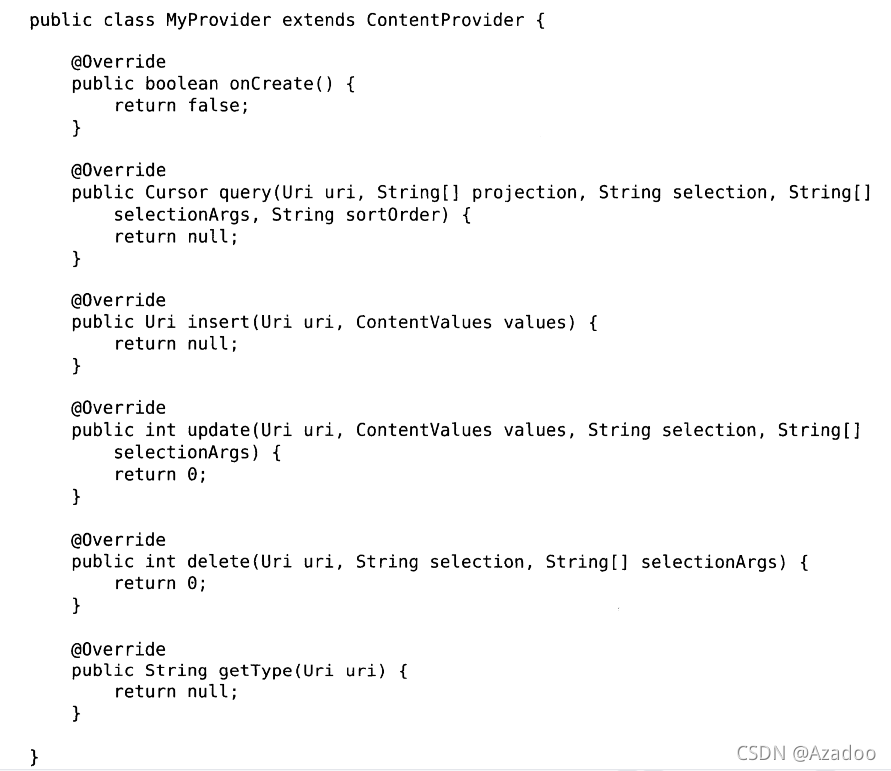 public class MyProvider extends ContentProvider {
    @Override
    public boolean onCreate() {
        return false;
    }
    @Override
    public Cursor query(Uri uri, String[] projection, String selection, String[]
        selectionArgs, String sortOrder) {
        return null;
    }
    @Override
    public Uri insert(Uri uri, ContentValues values) {
        return null;
    }
    @Override
    public int update(Uri uri, ContentValues values, String selection, String[]
        selectionArgs) {
        return 0;
    }
    @Override
    public int delete(Uri uri, String selection, String[] selectionArgs) {
        return 0;
    }
    @Override
    public String getType(Uri uri) {
        return null;
    }
}
CSDN @Azadoo